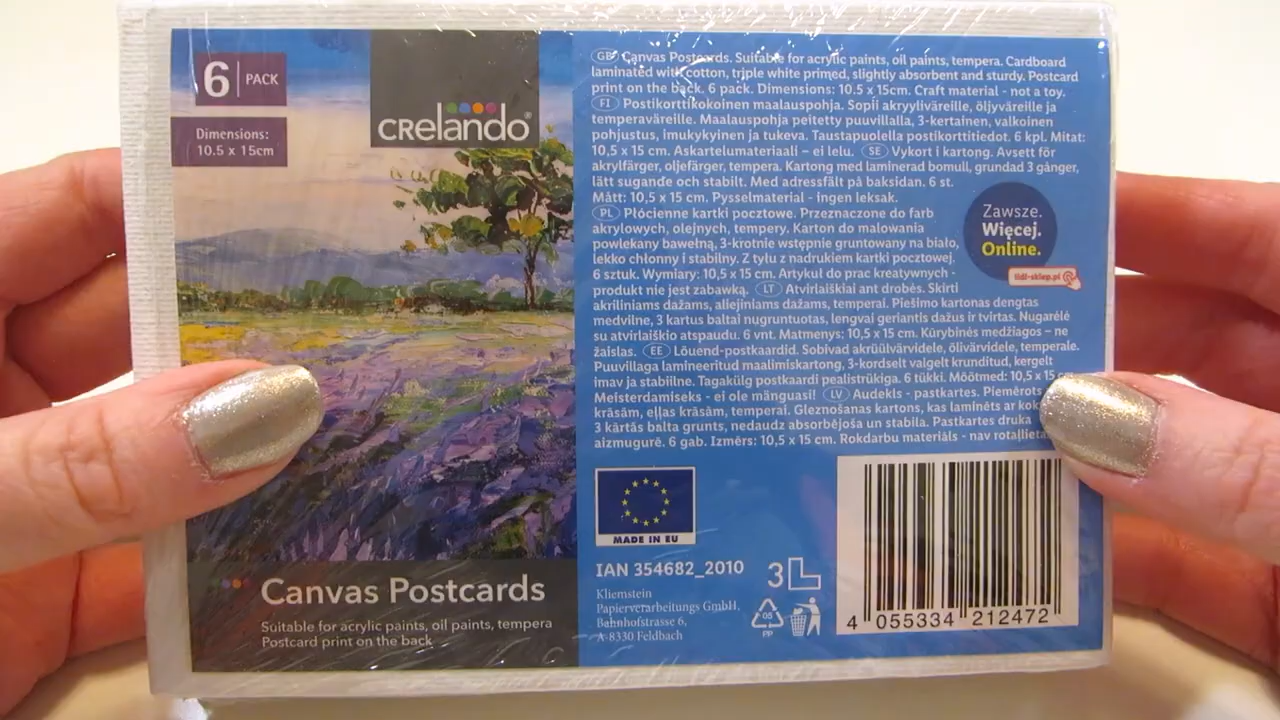 6 PACK
Dimensions:
10.5 x 15cm
CRelando®
Canvas Postcards
Suitable for acrylic paints, oil paints, tempera
Postcard print on the back
GB Canvas Postcards. Suitable for acrylic paints, oil paints, tempera. Cardboard
laminated with cotton, triple white primed, slightly absorbent and sturdy. Postcard
print on the back. 6 pack. Dimensions: 10.5 x 15cm. Craft material - not a toy.
FI Postikorttikokoinen maalauspohja. Sopii akryyliväreille, öljyväreille ja
temperaväreille. Maalauspohja peitetty puuvillalla, 3-kertainen, valkoinen
pohjustus, imukykyinen ja tukeva. Taustapuolella postikorttitiedot. 6 kpl. Mitat:
10,5 x 15 cm. Askartelumateriaali – ei lelu. SE Vykort i kartong. Avsett för
akrylfärger, oljefärger, tempera. Kartong med laminerad bomull, grundad 3 gånger,
lätt sugande och stabilt. Med adressfält på baksidan. 6 st.
Mått: 10,5 x 15 cm. Pysselmaterial - ingen leksak.
PL Płócienne kartki pocztowe. Przeznaczone do farb
akrylowych, olejnych, tempery. Karton do malowania
powlekany bawełną, 3-krotnie wstępnie gruntowany na biało,
lekko chłonny i stabilny. Z tyłu z nadrukiem kartki pocztowej.
6 sztuk. Wymiary: 10,5 x 15 cm. Artykuł do prac kreatywnych -
produkt nie jest zabawką. LT Atvirlaiškiai ant drobės. Skirti
akriliniams dažams, aliejiniams dažams, temperai. Piešimo kartonas dengtas
medvilne, 3 kartus baltai nugruntuotas, lengvai geriantis dažus ir tvirtas. Nugarėlė
su atvirlaiškio atspaudu. 6 vnt. Matmenys: 10,5 x 15 cm. Kūrybinės medžiagos – ne
žaislas. EE Lõuend-postkaardid. Sobivad akrüülvärvidele, õlivärvidele, temperale.
Puuvillaga lamineeritud maalimiskartong, 3-kordselt valgelt krunditud, kergelt
imav ja stabiilne. Tagakülg postkaardi pealistrükiga. 6 tükki. Mõõtmed: 10,5 x 15 cm
Meisterdamiseks - ei ole mänguasi! LV Audekls - pastkartes. Piemērots
krāsām, eļļas krāsām, temperai. Gleznošanas kartons, kas laminēts ar kok
3 kārtās balta grunts, nedaudz absorbējoša un stabila. Pastkartes druka
aizmugurē. 6 gab. Izmērs: 10,5 x 15 cm. Rokdarbu materiāls - nav rotaļlieta
Zawsze.
Więcej.
Online.
lidl-sklep.pl
MADE IN EU
IAN 354682_2010
Kliemstein
Papierverarbeitungs GmbH,
Bahnhofstrasse 6,
A-8330 Feldbach
3
05
PP
4 055334 212472